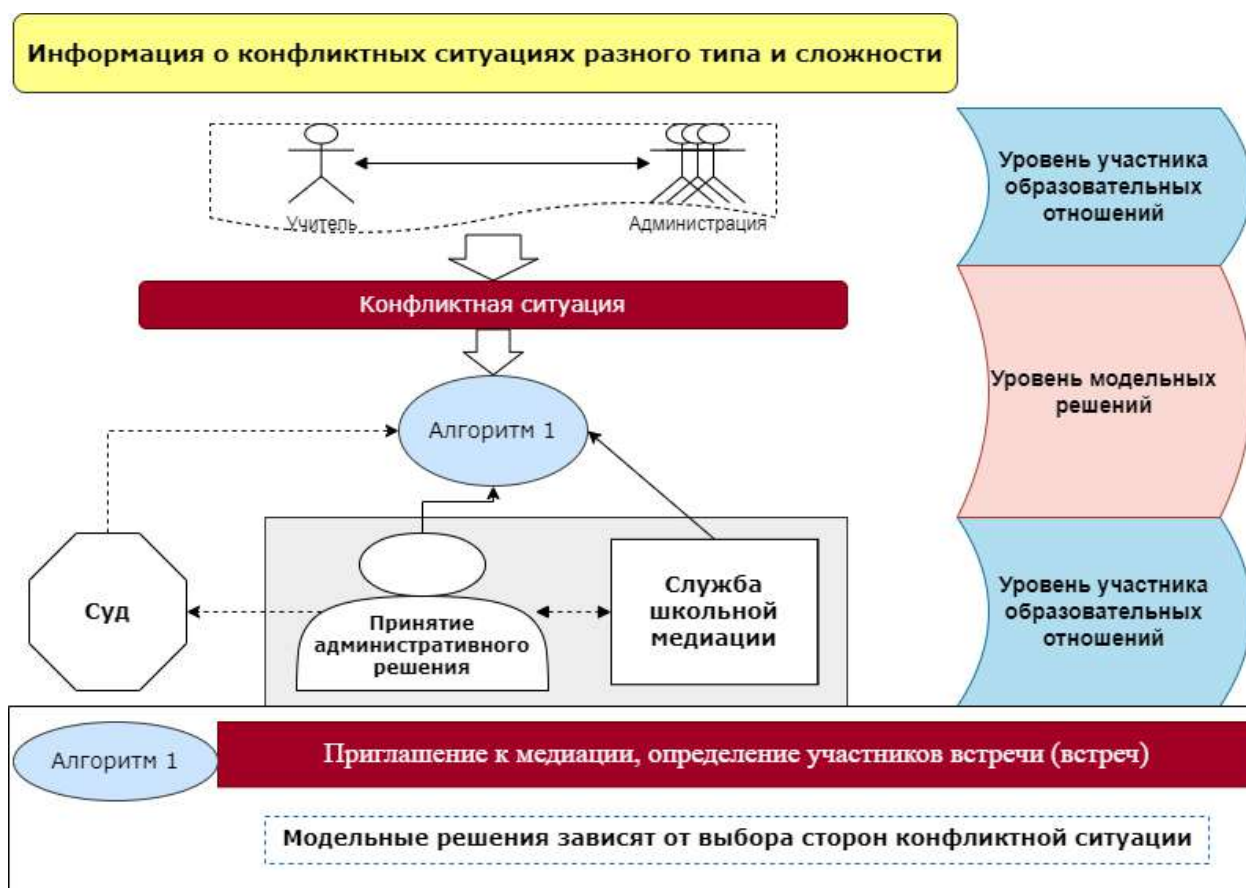 Информация о конфликтных ситуациях разного типа и сложности
Учитель
Администрация
Уровень участника
образовательных
отношений
Конфликтная ситуация
Уровень модельных
решений
Алгоритм 1
Суд
Принятие
административного
решения
Служба
школьной
медиации
Уровень участника
образовательных
отношений
Алгоритм 1
Приглашение к медиации, определение участников встречи (встреч)
Модельные решения зависят от выбора сторон конфликтной ситуации